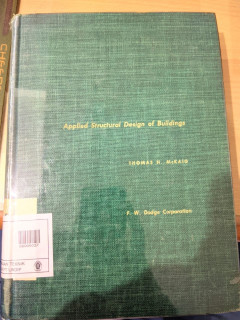 Applied Structural Design of Buildings
THOMAS H. McKAIG
F. W. Dodge Corporation